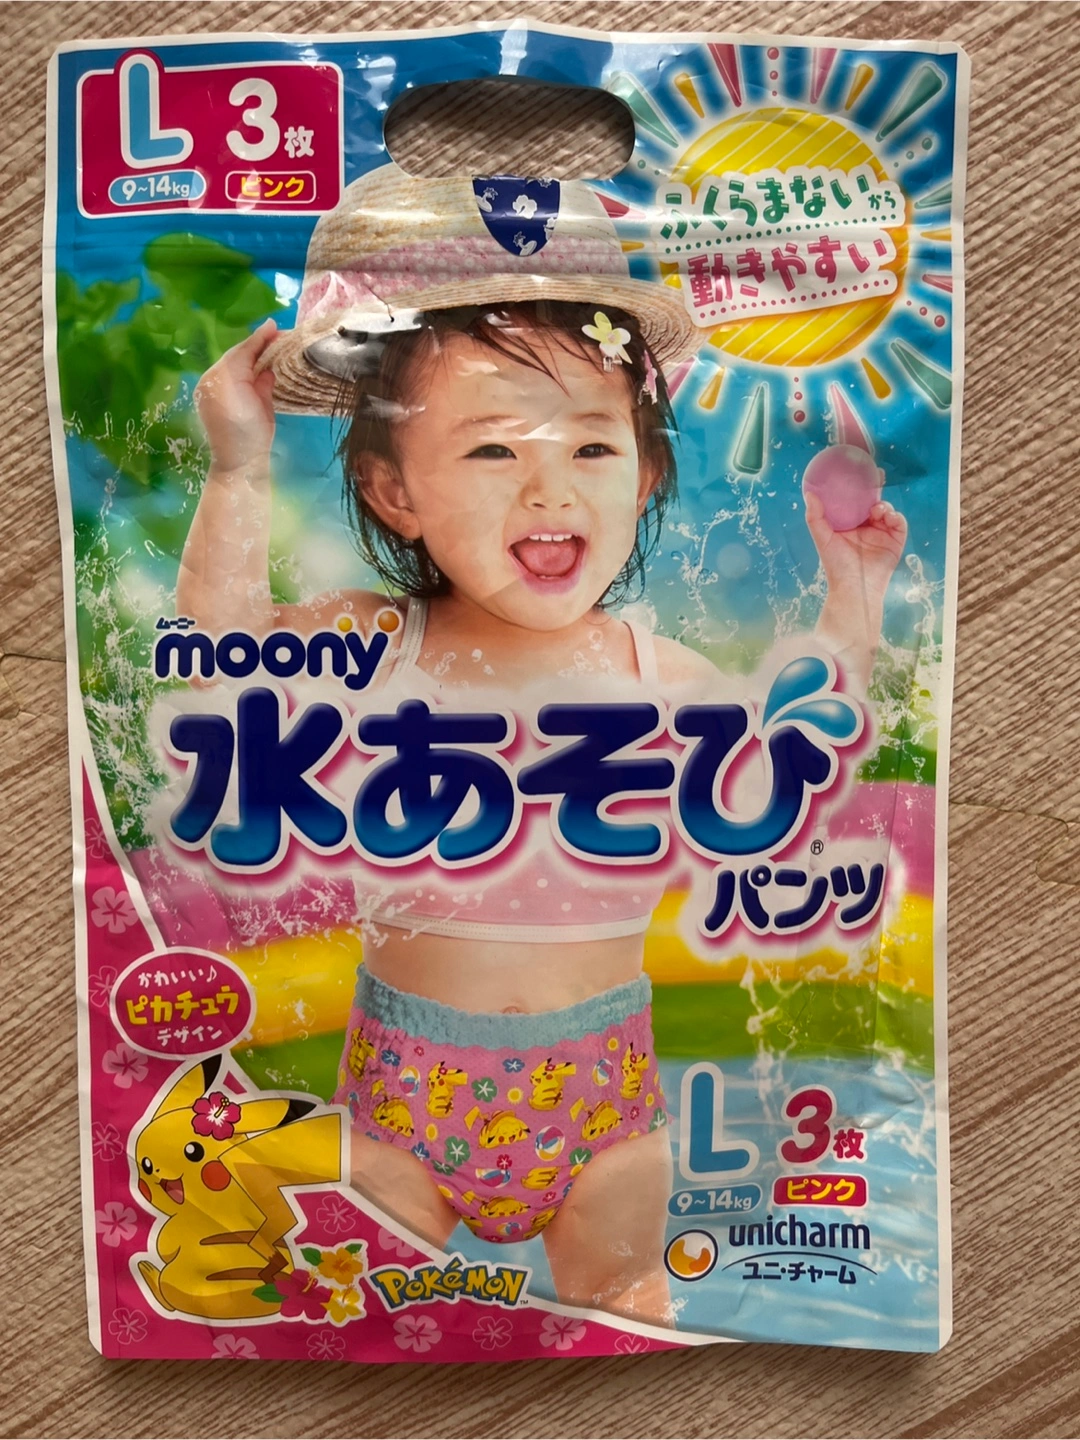 L 3枚
9~14kg ピンク
ふくらまないから
動きやすい
ムーニー
moony
水あそび®
パンツ
かわいい♪
ピカチュウ
デザイン
L 3枚
9~14kg ピンク
unicharm
ユニ・チャーム
POKéMON™